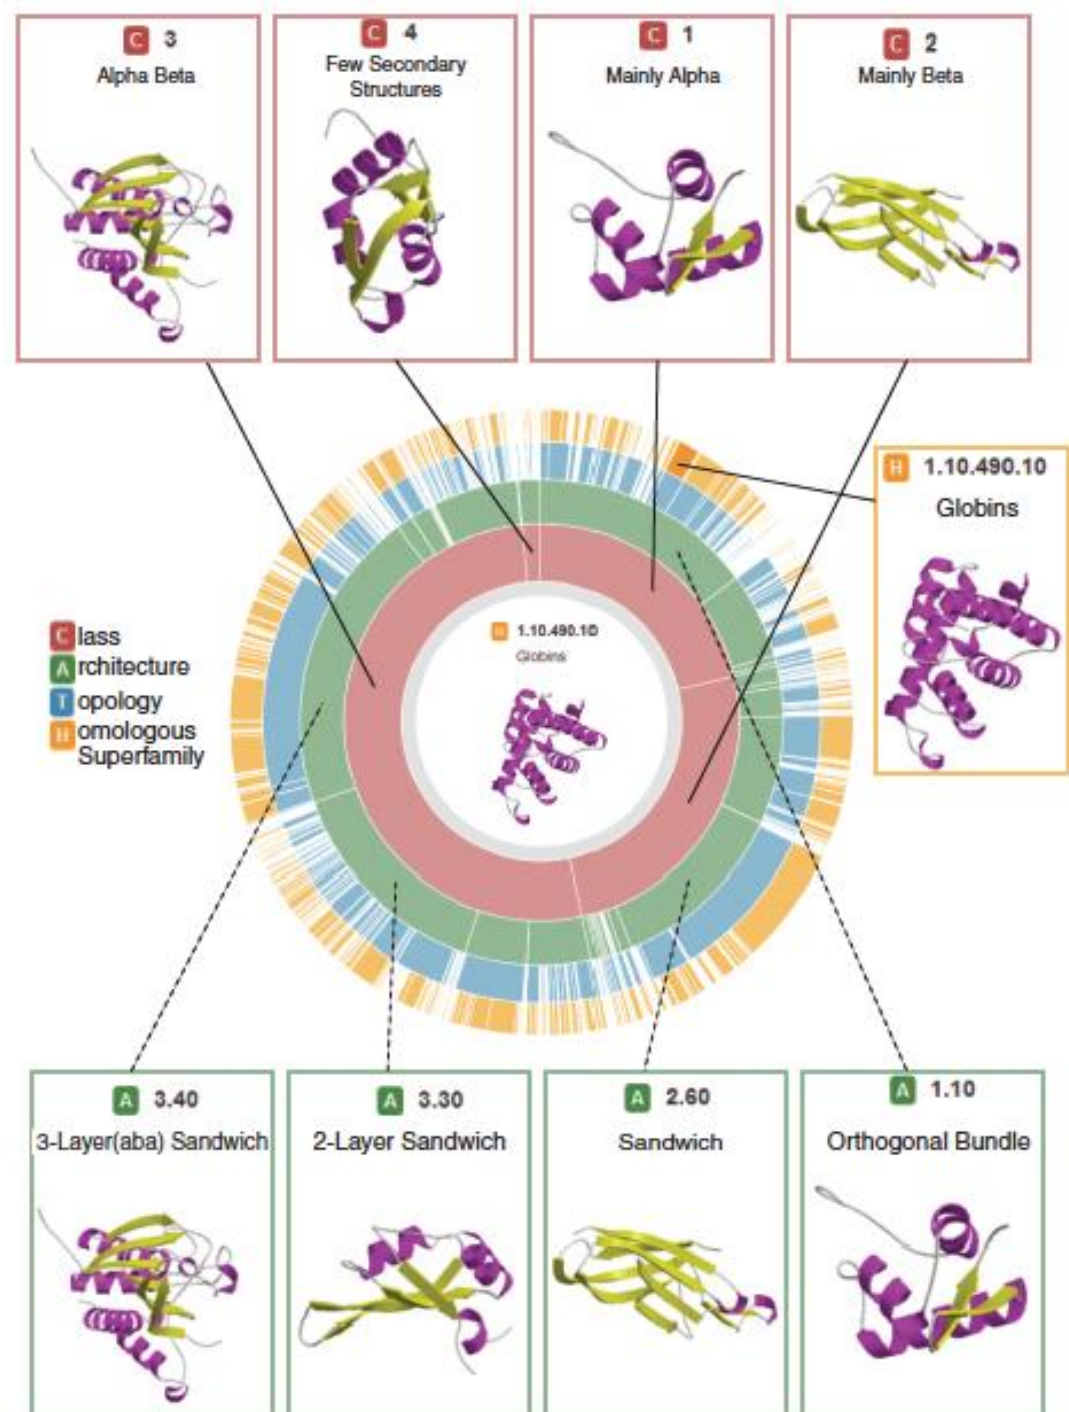 C 3
Alpha Beta
C 4
Few Secondary
Structures
C 1
Mainly Alpha
C 2
Mainly Beta
H 1.10.490.10
Globins
H 1.10.490.10
Globins
C lass
A rchitecture
T opology
H omologous
Superfamily
A 3.40
3-Layer(aba) Sandwich
A 3.30
2-Layer Sandwich
A 2.60
Sandwich
A 1.10
Orthogonal Bundle